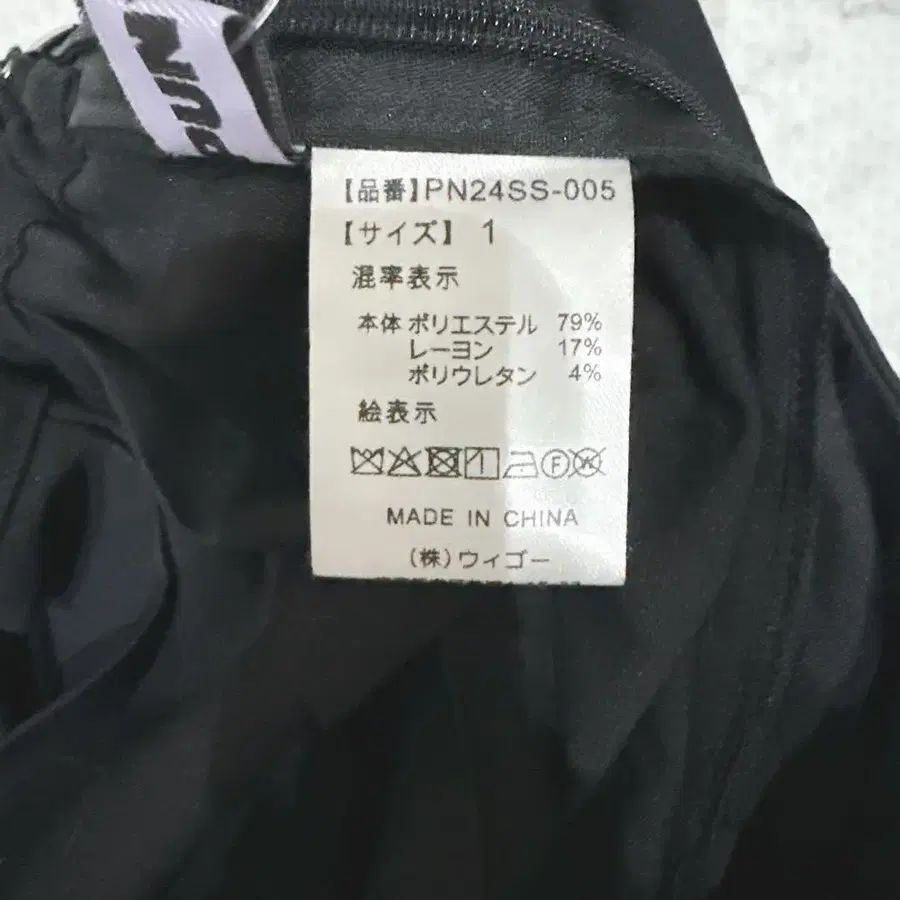 【品番】PN24SS-005
【サイズ】 1
混率表示
本体 ポリエステル 79%
レーヨン 17%
ポリウレタン 4%
絵表示
MADE IN CHINA
(株)ウィゴー